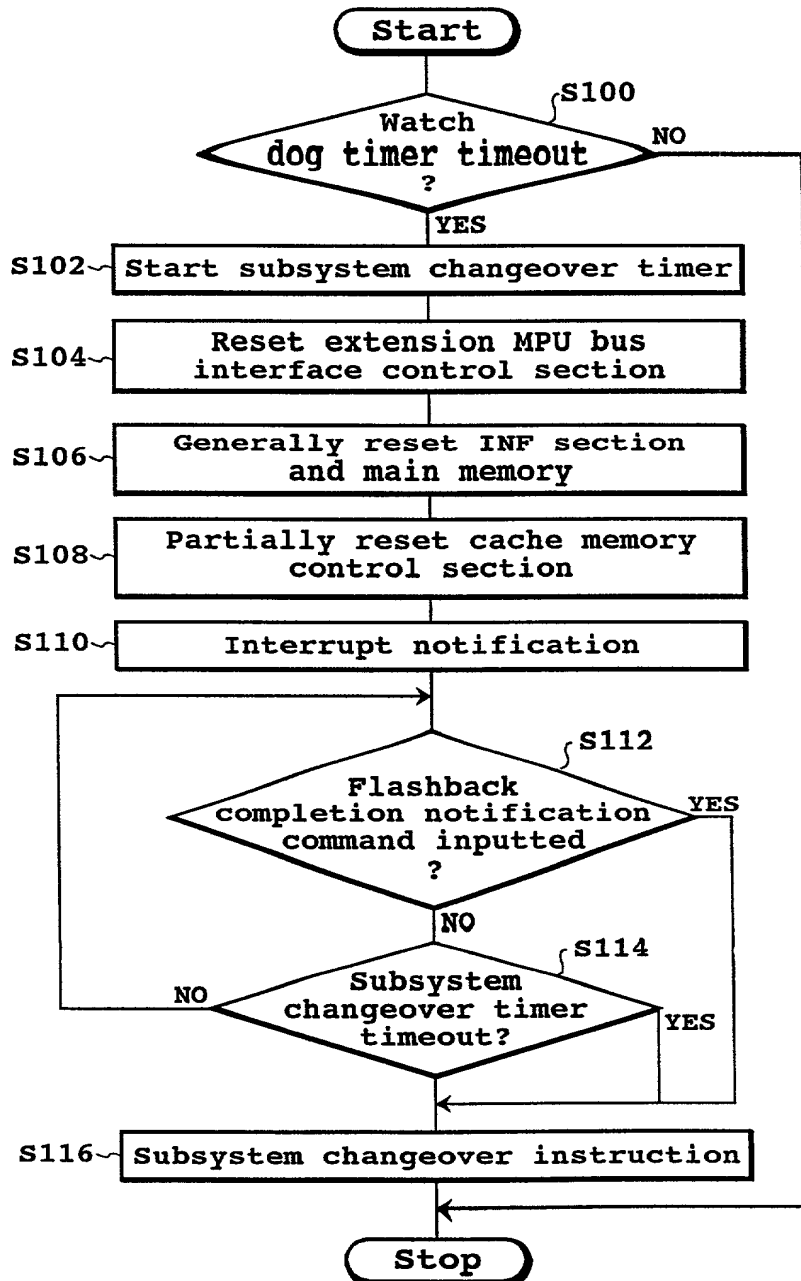 Start
S100
Watch
dog timer timeout
?
NO
YES
S102
Start subsystem changeover timer
S104
Reset extension MPU bus
interface control section
S106
Generally reset INF section
and main memory
S108
Partially reset cache memory
control section
S110
Interrupt notification
S112
Flashback
completion notification
command inputted
?
YES
NO
S114
Subsystem
changeover timer
timeout?
NO
YES
S116
Subsystem changeover instruction
Stop